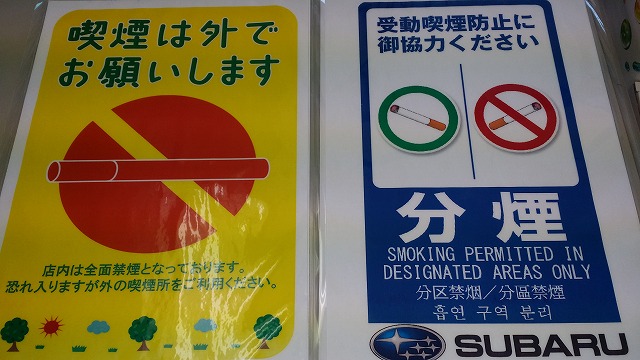 喫煙は外で
お願いします
店内は全面禁煙となっております。
恐れ入りますが外の喫煙所をご利用ください。
受動喫煙防止に
御協力ください
分煙
SMOKING PERMITTED IN
DESIGNATED AREAS ONLY
分区禁烟／分區禁煙
흡연 구역 분리
SUBARU